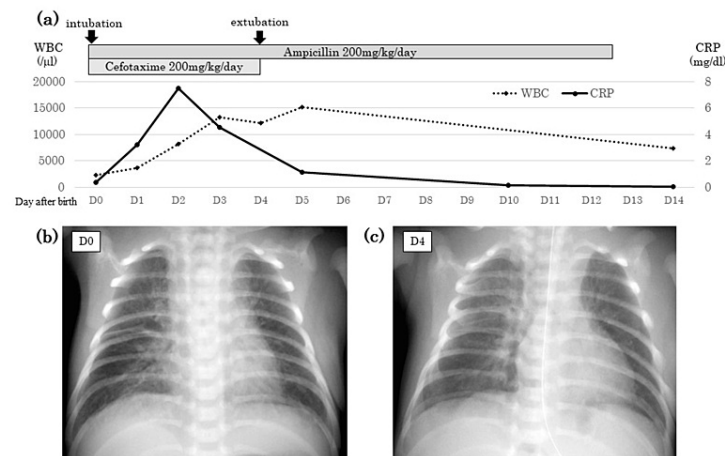 (a)
intubation
extubation
WBC
(/μl)
CRP
(mg/dl)
Ampicillin 200mg/kg/day
Cefotaxime 200mg/kg/day
WBC
CRP
20000
15000
10000
5000
0
8
6
4
2
0
Day after birth D0 D1 D2 D3 D4 D5 D6 D7 D8 D9 D10 D11 D12 D13 D14
(b)
D0
(c)
D4